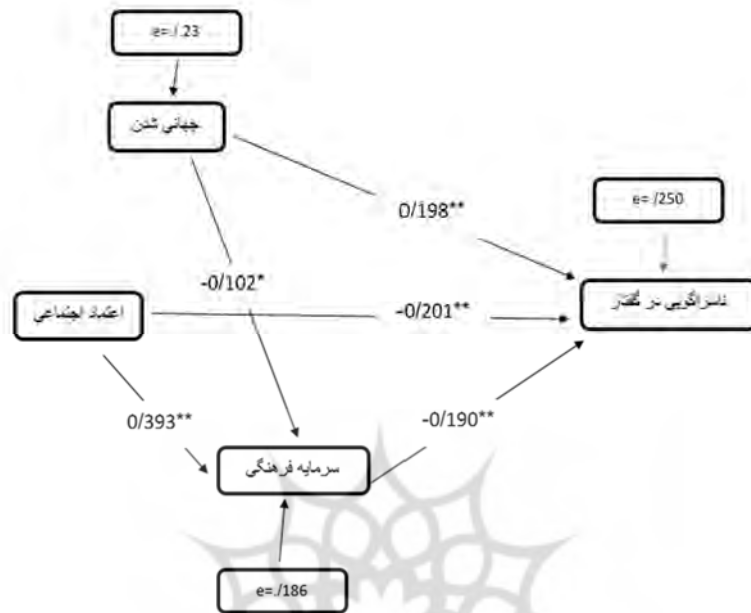 e=./.23
جهانی شدن
0/198**
e=./250
-0/102*
ناسزاگویی در گفتار
اعتماد اجتماعی
-0/201**
0/393**
-0/190**
سرمایه فرهنگی
e=./186